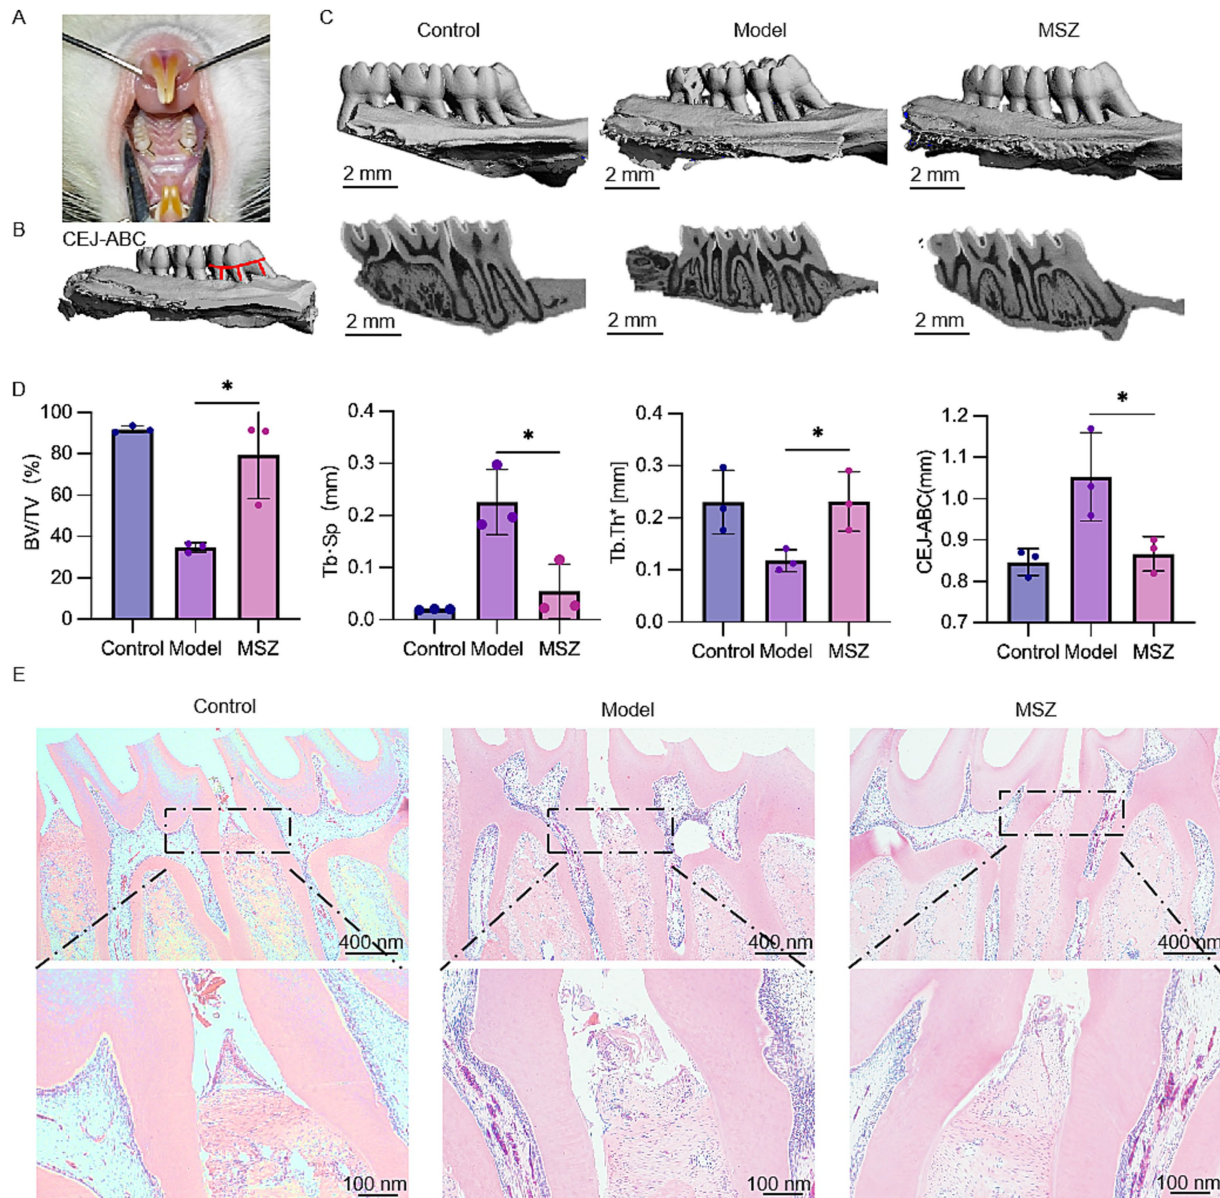 A
C
Control
Model
MSZ
2 mm
2 mm
2 mm
B
CEJ-ABC
2 mm
2 mm
2 mm
D
BV/TV (%)
100
80
60
40
20
0
*
Control Model MSZ
Tb·Sp (mm)
0.4
0.3
0.2
0.1
0.0
*
Control Model MSZ
Tb.Th* [mm]
0.4
0.3
0.2
0.1
0.0
*
Control Model MSZ
CEJ-ABC(mm)
1.2
1.1
1.0
0.9
0.8
0.7
*
Control Model MSZ
E
Control
Model
MSZ
400 nm
400 nm
400 nm
100 nm
100 nm
100 nm